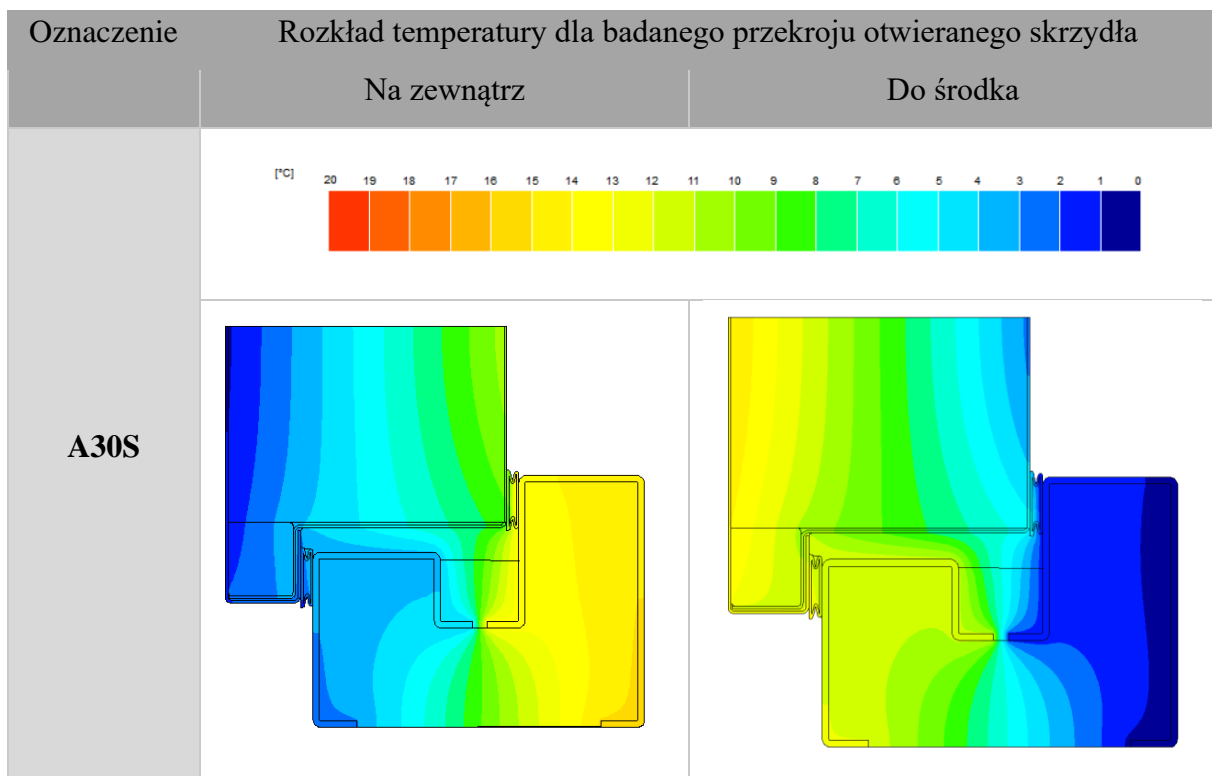 Oznaczenie Rozkład temperatury dla badanego przekroju otwieranego skrzydła
Na zewnątrz Do środka
[°C] 20 19 18 17 16 15 14 13 12 11 10 9 8 7 6 5 4 3 2 1 0
A30S